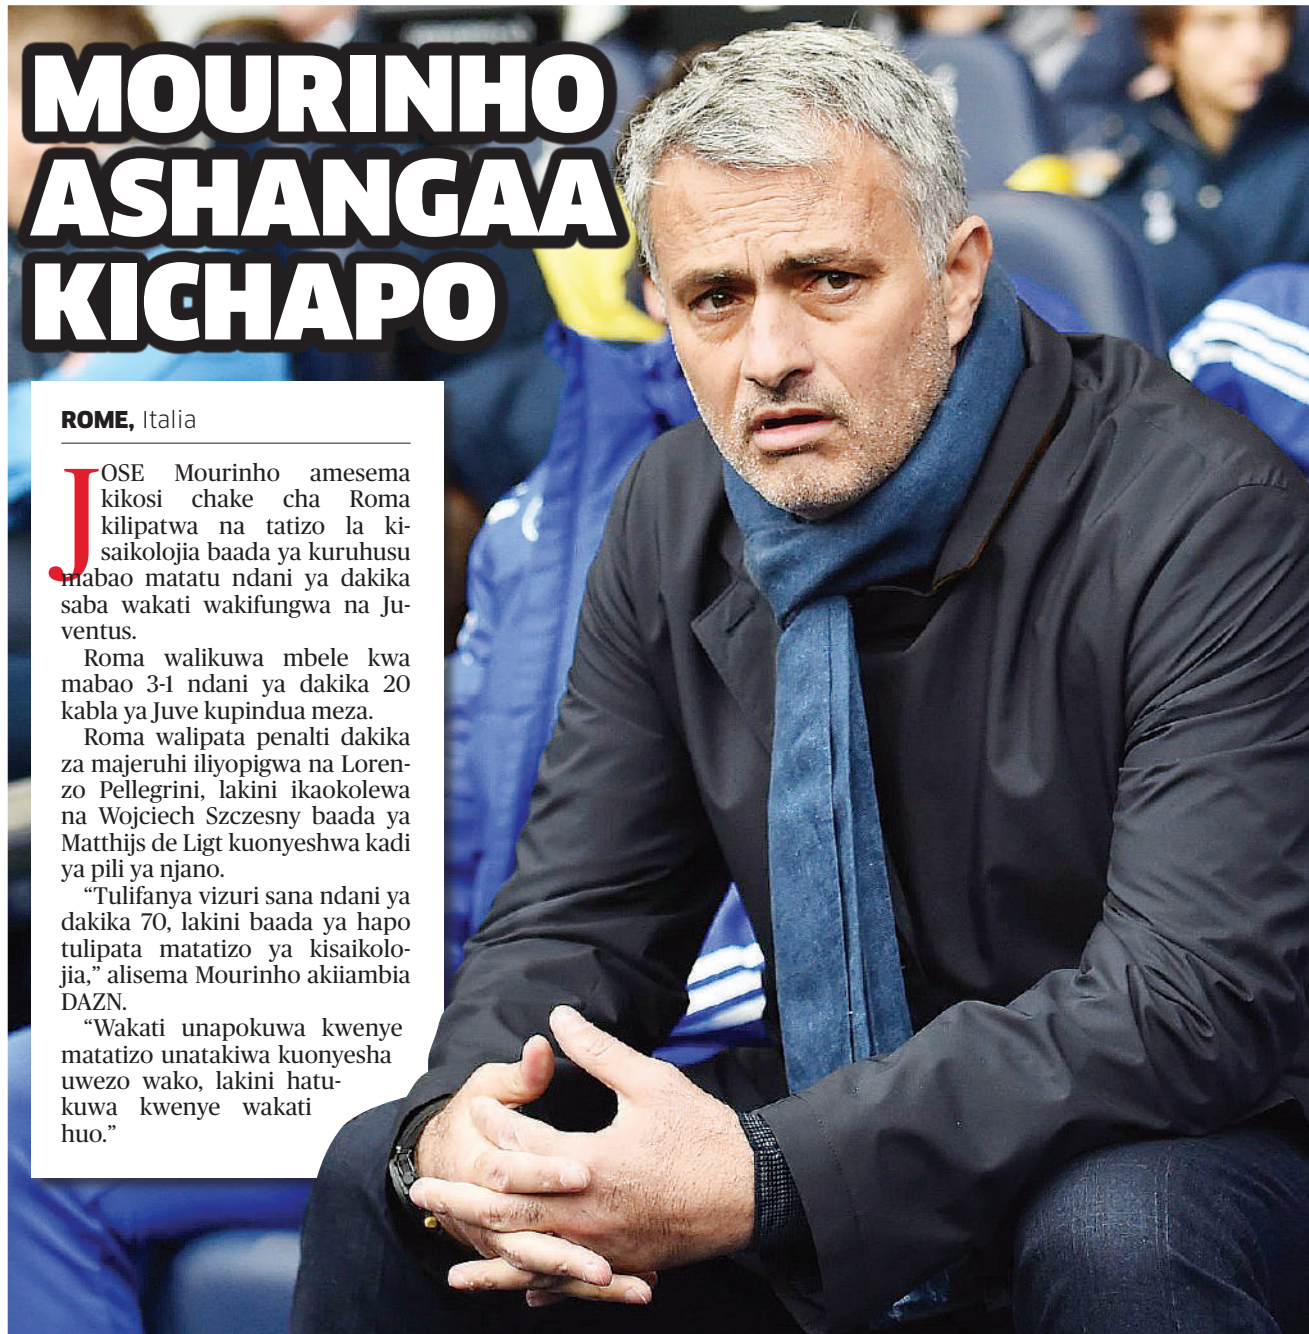 MOURINHO
ASHANGAA
KICHAPO
ROME, Italia
JOSE Mourinho amesema
kikosi chake cha Roma
kilipatwa na tatizo la ki-
saikolojia baada ya kuruhusu
mabao matatu ndani ya dakika
saba wakati wakifungwa na Ju-
ventus.
Roma walikuwa mbele kwa
mabao 3-1 ndani ya dakika 20
kabla ya Juve kupindua meza.
Roma walipata penalti dakika
za majeruhi iliyopigwa na Loren-
zo Pellegrini, lakini ikaokolewa
na Wojciech Szczesny baada ya
Matthijs de Ligt kuonyeshwa kadi
ya pili ya njano.
“Tulifanya vizuri sana ndani ya
dakika 70, lakini baada ya hapo
tulipata matatizo ya kisaikolo-
jia,” alisema Mourinho akiiambia
DAZN.
“Wakati unapokuwa kwenye
matatizo unatakiwa kuonyesha
uwezo wako, lakini hatu-
kuwa kwenye wakati
huo.”